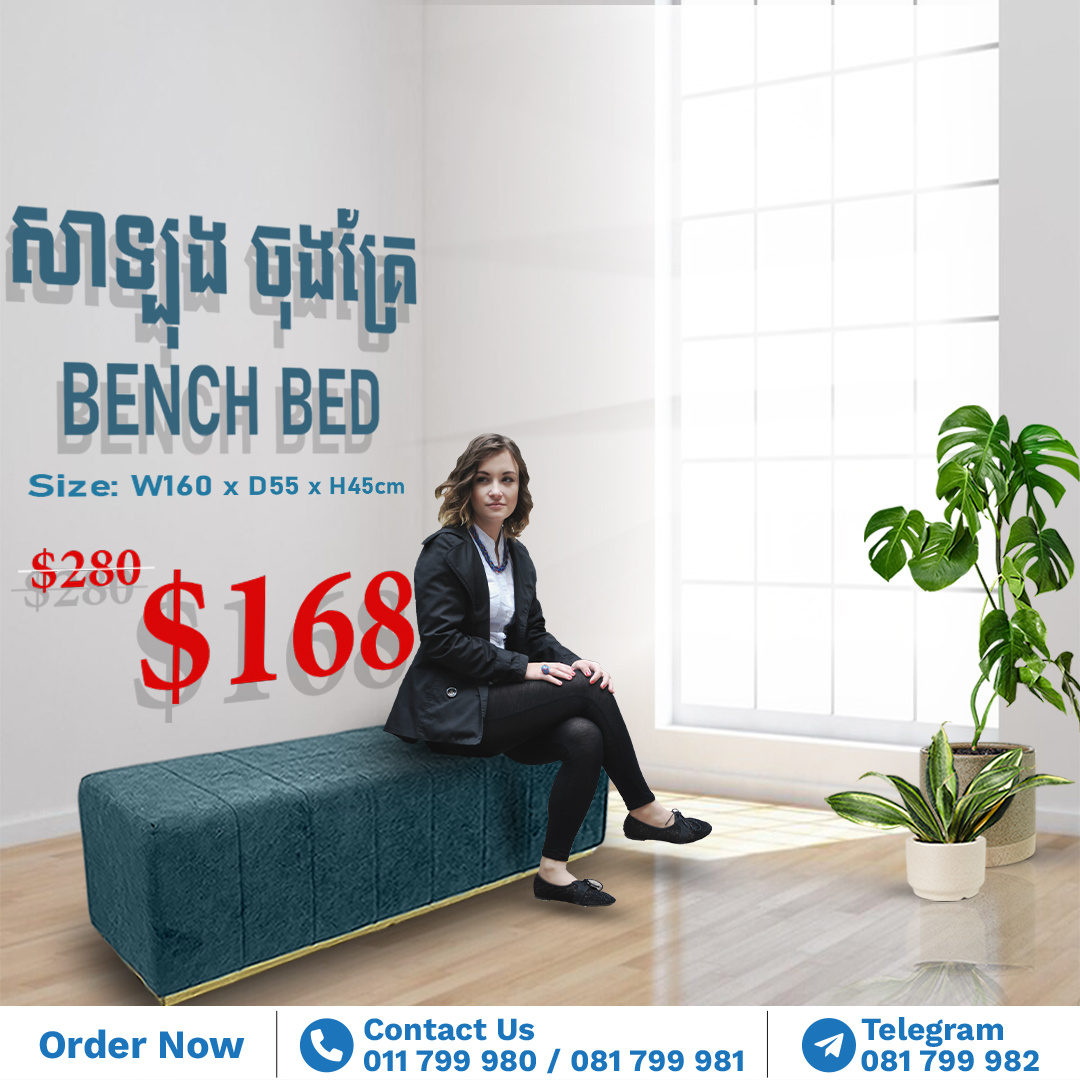 សាឡុង ចុងគ្រែ
BENCH BED
Size: W160 x D55 x H45cm
$280
$168
Order Now
Contact Us
011 799 980 / 081 799 981
Telegram
081 799 982